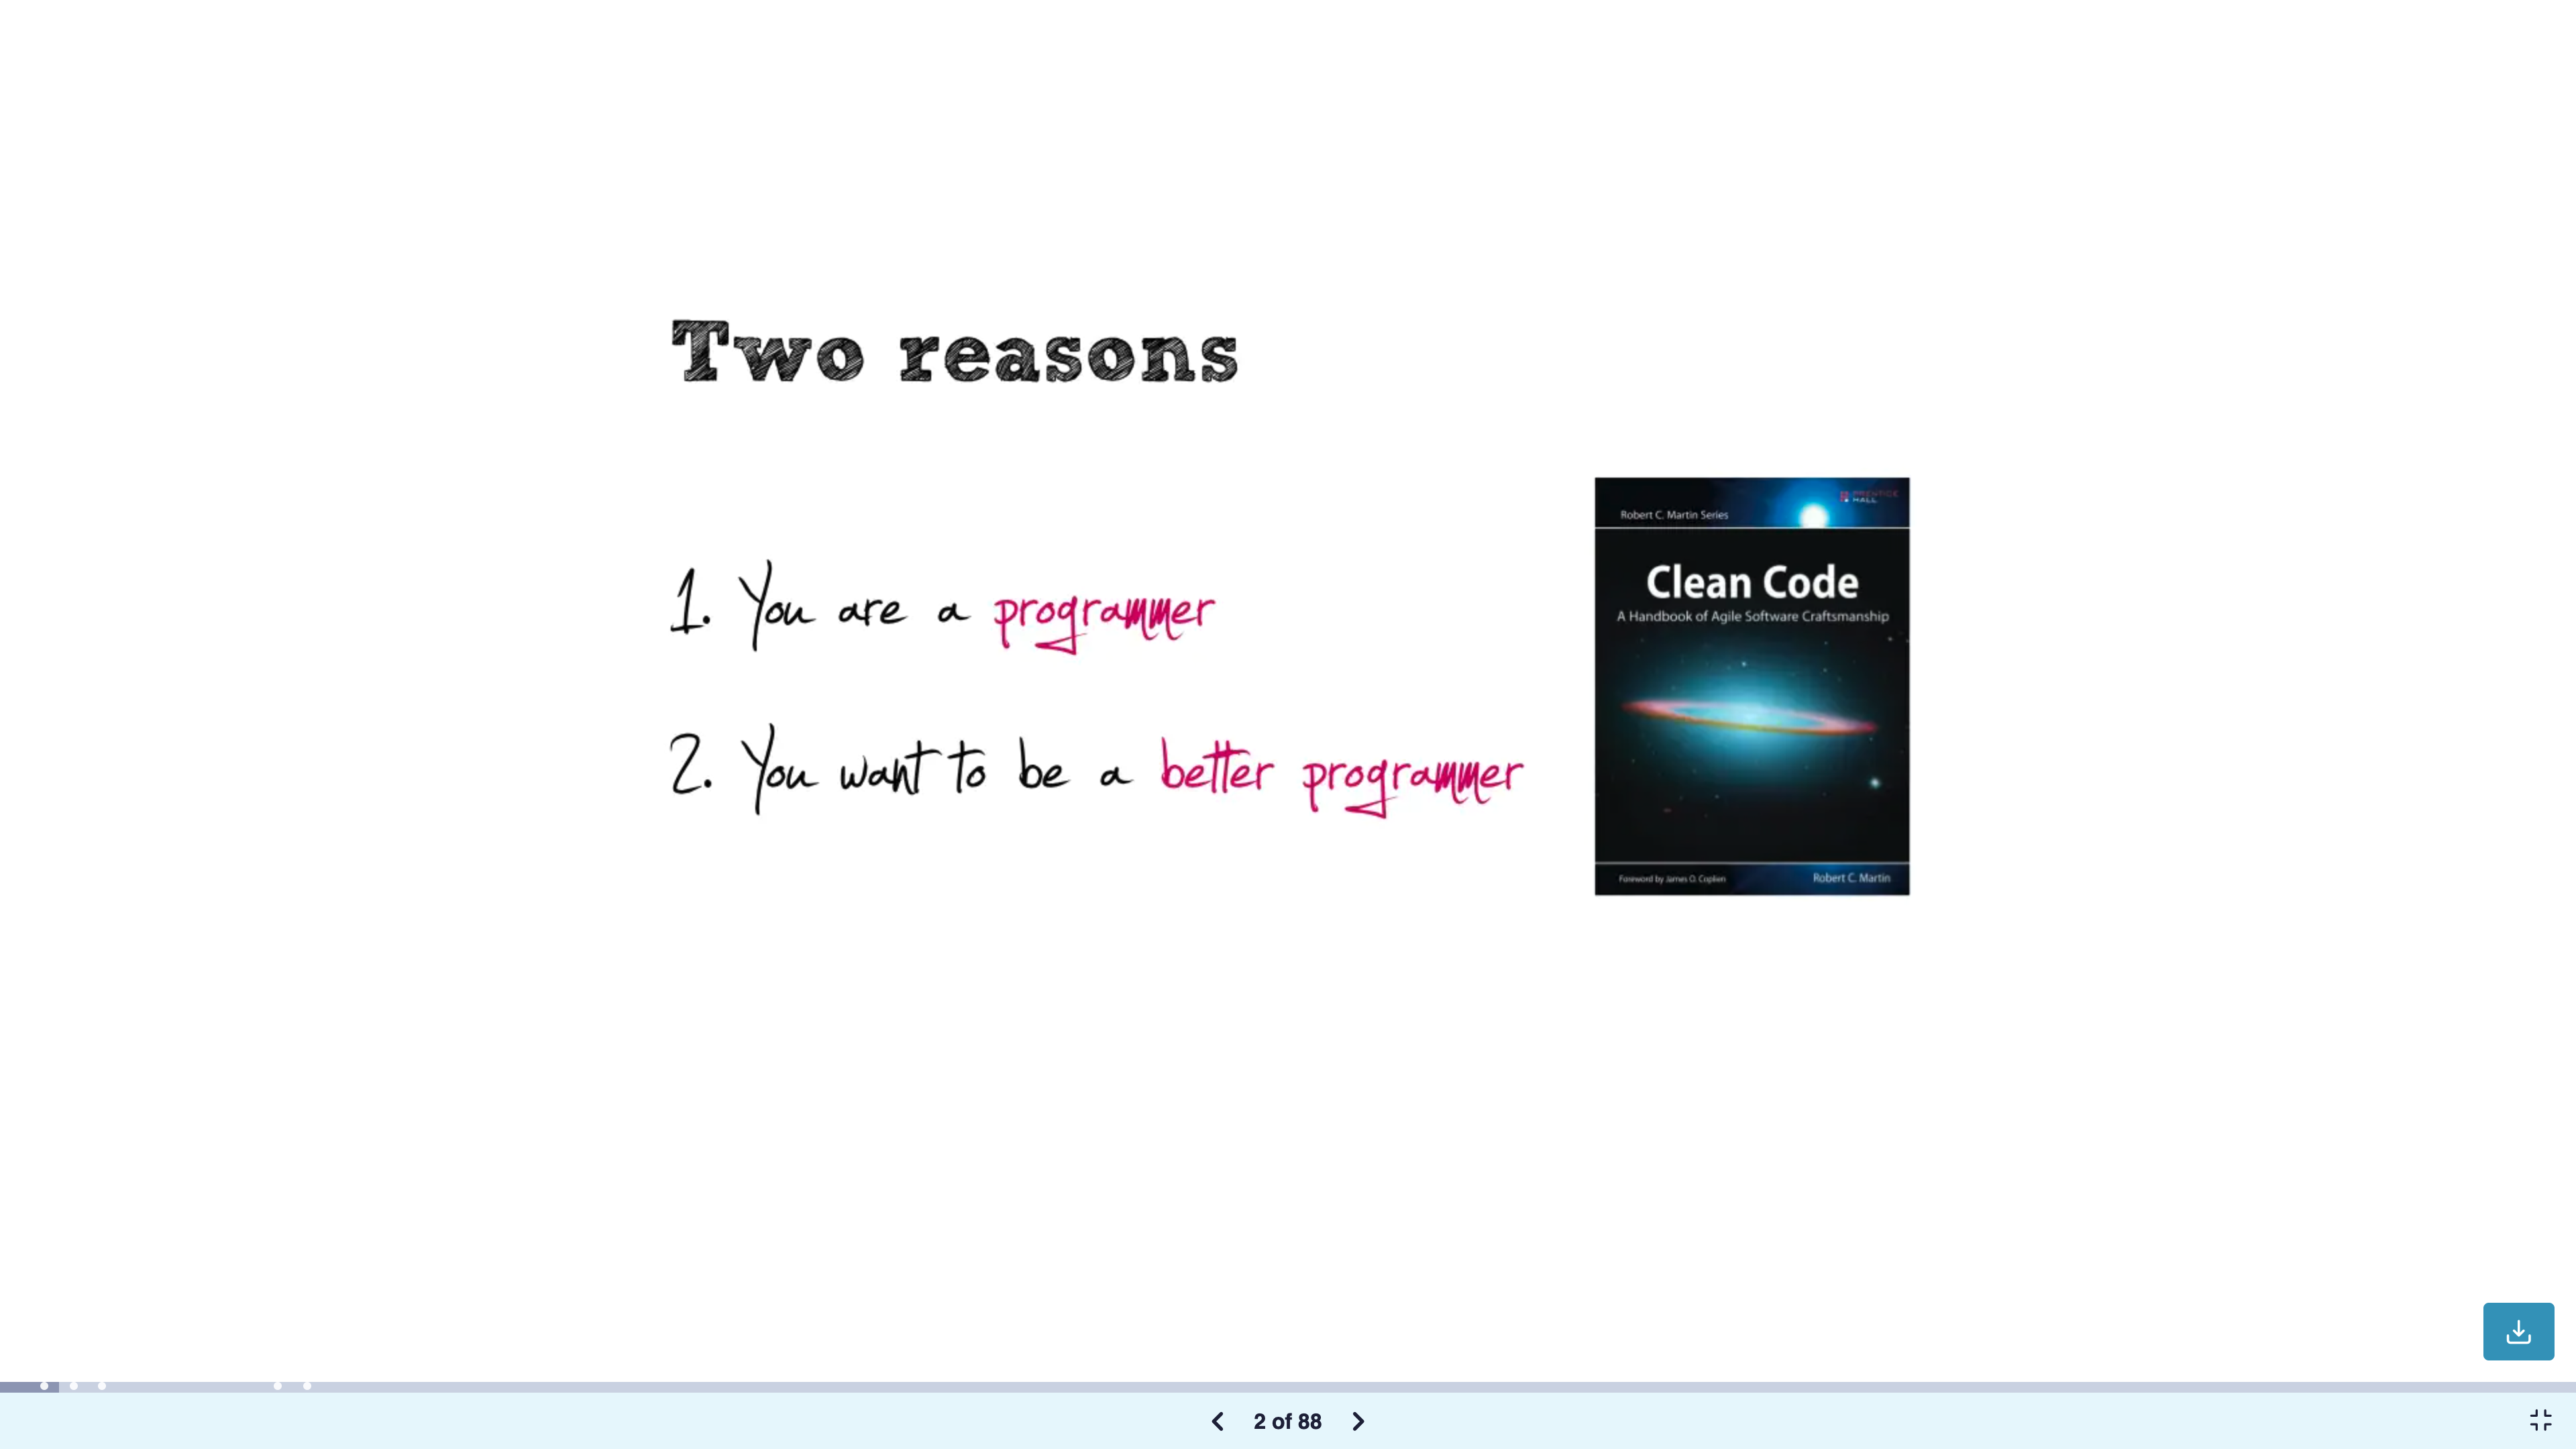 Two reasons
1. You are a programmer
2. You want to be a better programmer
PRENTICE
HALL
Robert C. Martin Series
Clean Code
A Handbook of Agile Software Craftsmanship
Foreword by James O. Coplien
Robert C. Martin
2 of 88